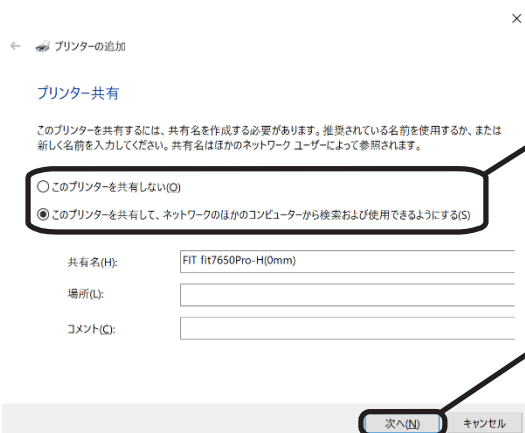 プリンターの追加
プリンター共有
このプリンターを共有するには、共有名を作成する必要があります。推奨されている名前を使用するか、または
新しく名前を入力してください。共有名はほかのネットワーク ユーザーによって参照されます。
このプリンターを共有しない(O)
このプリンターを共有して、ネットワークのほかのコンピューターから検索および使用できるようにする(S)
共有名(H): FIT fit7650Pro-H(0mm)
場所(L):
コメント(C):
次へ(N) キャンセル